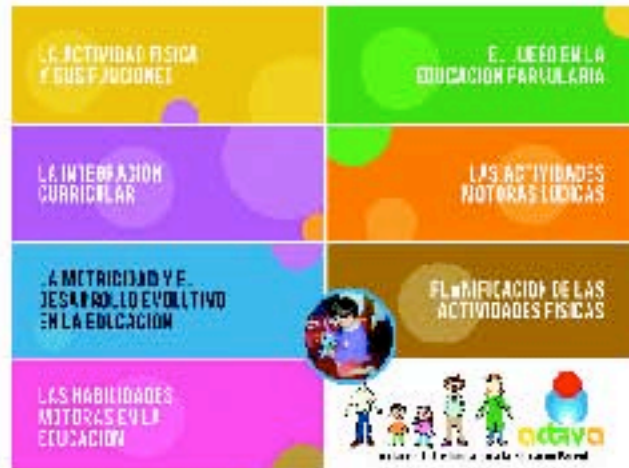 LA ACTIVIDAD FISICA
Y SUS FUNCIONES
EL JUEGO EN LA
EDUCACION PARVULARIA
LA INTEGRACION
CURRICULAR
LAS ACTIVIDADES
MOTORAS LUDICAS
LA MOTRICIDAD Y EL
DESARROLLO EVOLUTIVO
EN LA EDUCACION
PLANIFICACION DE LAS
ACTIVIDADES FISICAS
LAS HABILIDADES
MOTORAS EN LA
EDUCACION
activa